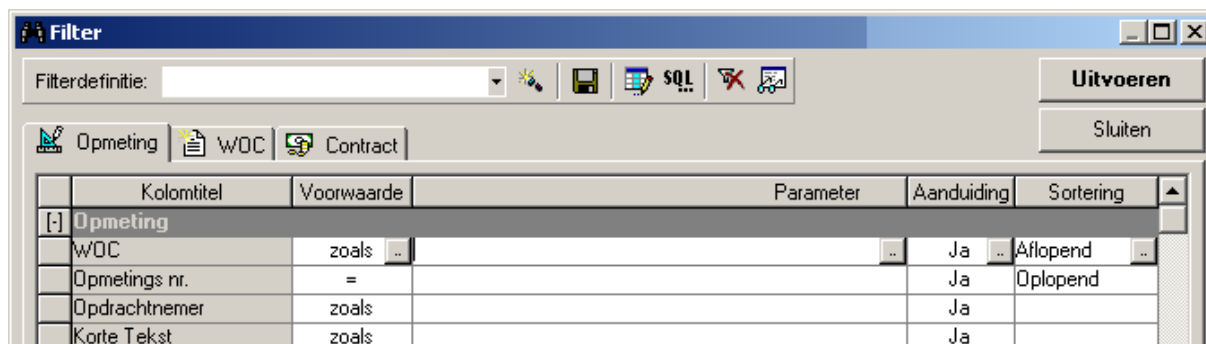 Filter
Filterdefinitie:
SQL
Uitvoeren
Sluiten
Opmeting WOC Contract
Kolomtitel Voorwaarde Parameter Aanduiding Sortering
[-] Opmeting
WOC zoals .. .. Ja .. Aflopend ..
Opmetings nr. = Ja Oplopend
Opdrachtnemer zoals Ja
Korte Tekst zoals Ja